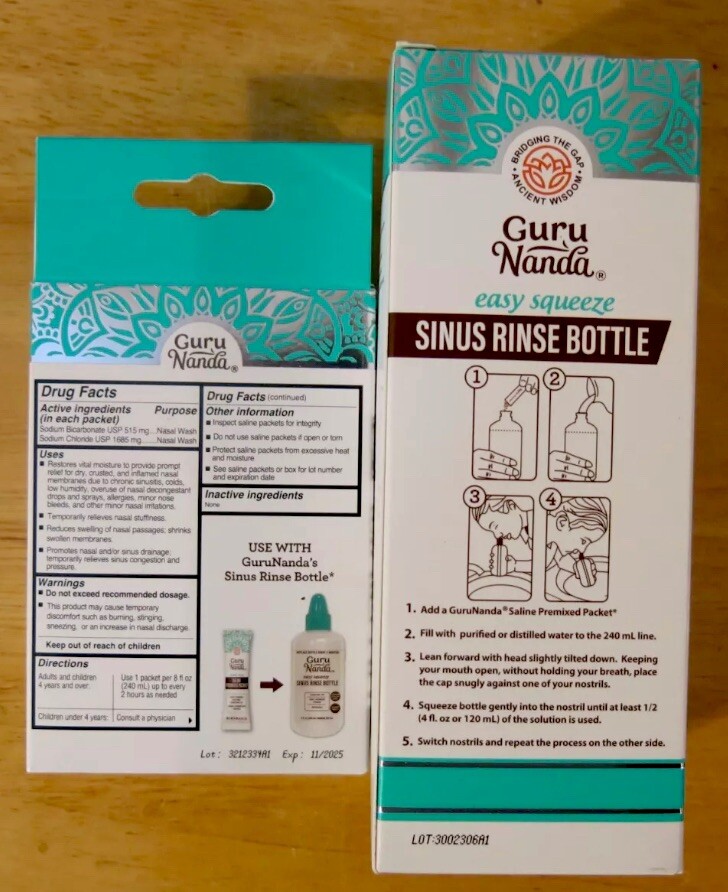 Guru
Nanda®
Drug Facts
Active ingredients Purpose
(in each packet)
Sodium Bicarbonate USP 515 mg....Nasal Wash
Sodium Chloride USP 1685 mg......Nasal Wash
Uses
▪ Restores vital moisture to provide prompt
relief for dry, crusted, and inflamed nasal
membranes due to chronic sinusitis, colds,
low humidity, overuse of nasal decongestant
drops and sprays, allergies, minor nose
bleeds, and other minor nasal irritations.
▪ Temporarily relieves nasal stuffiness.
▪ Reduces swelling of nasal passages; shrinks
swollen membranes.
▪ Promotes nasal and/or sinus drainage;
temporarily relieves sinus congestion and
pressure.
Warnings
▪ Do not exceed recommended dosage.
▪ This product may cause temporary
discomfort such as burning, stinging,
sneezing, or an increase in nasal discharge.
Keep out of reach of children
Directions
Adults and children
4 years and over:
Use 1 packet per 8 fl oz
(240 mL) up to every
2 hours as needed
Children under 4 years:
Consult a physician
Drug Facts (continued)
Other information
▪ Inspect saline packets for integrity
▪ Do not use saline packets if open or torn
▪ Protect saline packets from excessive heat
and moisture
▪ See saline packets or box for lot number
and expiration date
Inactive ingredients
None
USE WITH
GuruNanda's
Sinus Rinse Bottle*
Guru
Nanda
Guru
Nanda
SINUS RINSE BOTTLE
Lot: 3212334A1 Exp: 11/2025
BRIDGING THE GAP
• ANCIENT WISDOM •
Guru
Nanda®
easy squeeze
SINUS RINSE BOTTLE
1
2
3
4
1. Add a GuruNanda® Saline Premixed Packet*
2. Fill with purified or distilled water to the 240 mL line.
3. Lean forward with head slightly tilted down. Keeping
your mouth open, without holding your breath, place
the cap snugly against one of your nostrils.
4. Squeeze bottle gently into the nostril until at least 1/2
(4 fl. oz or 120 mL) of the solution is used.
5. Switch nostrils and repeat the process on the other side.
LOT:3002306A1